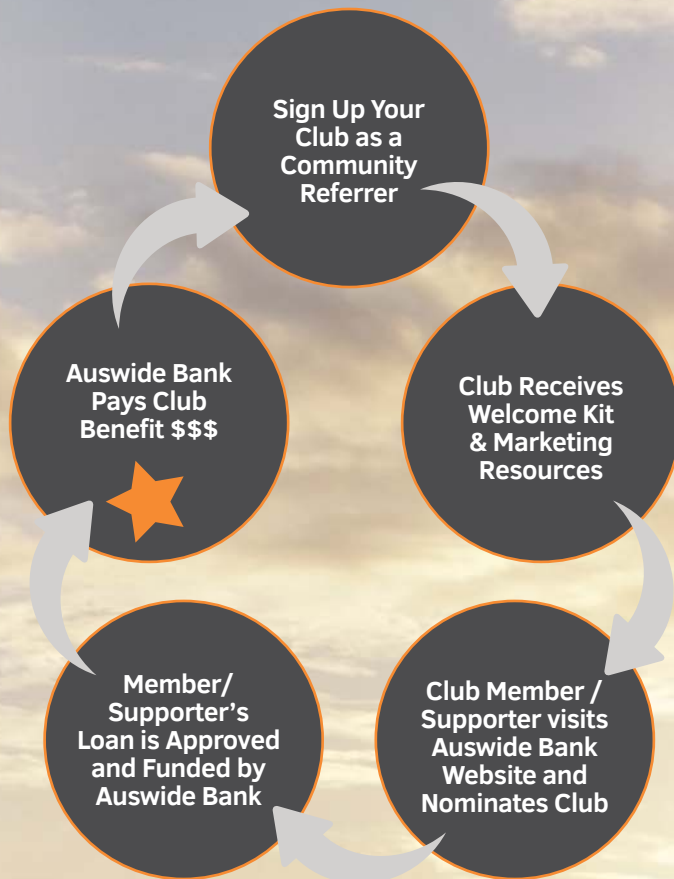 Sign Up Your
Club as a
Community
Referrer
Club Receives
Welcome Kit
& Marketing
Resources
Club Member /
Supporter visits
Auswide Bank
Website and
Nominates Club
Member/
Supporter's
Loan is Approved
and Funded by
Auswide Bank
Auswide Bank
Pays Club
Benefit $$$